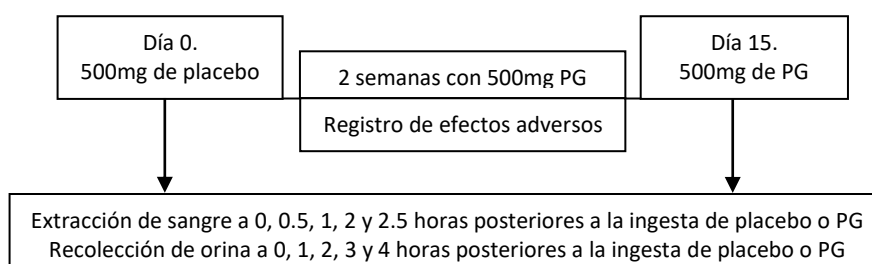 Día 0.
500mg de placebo
2 semanas con 500mg PG
Registro de efectos adversos
Día 15.
500mg de PG
Extracción de sangre a 0, 0.5, 1, 2 y 2.5 horas posteriores a la ingesta de placebo o PG
Recolección de orina a 0, 1, 2, 3 y 4 horas posteriores a la ingesta de placebo o PG